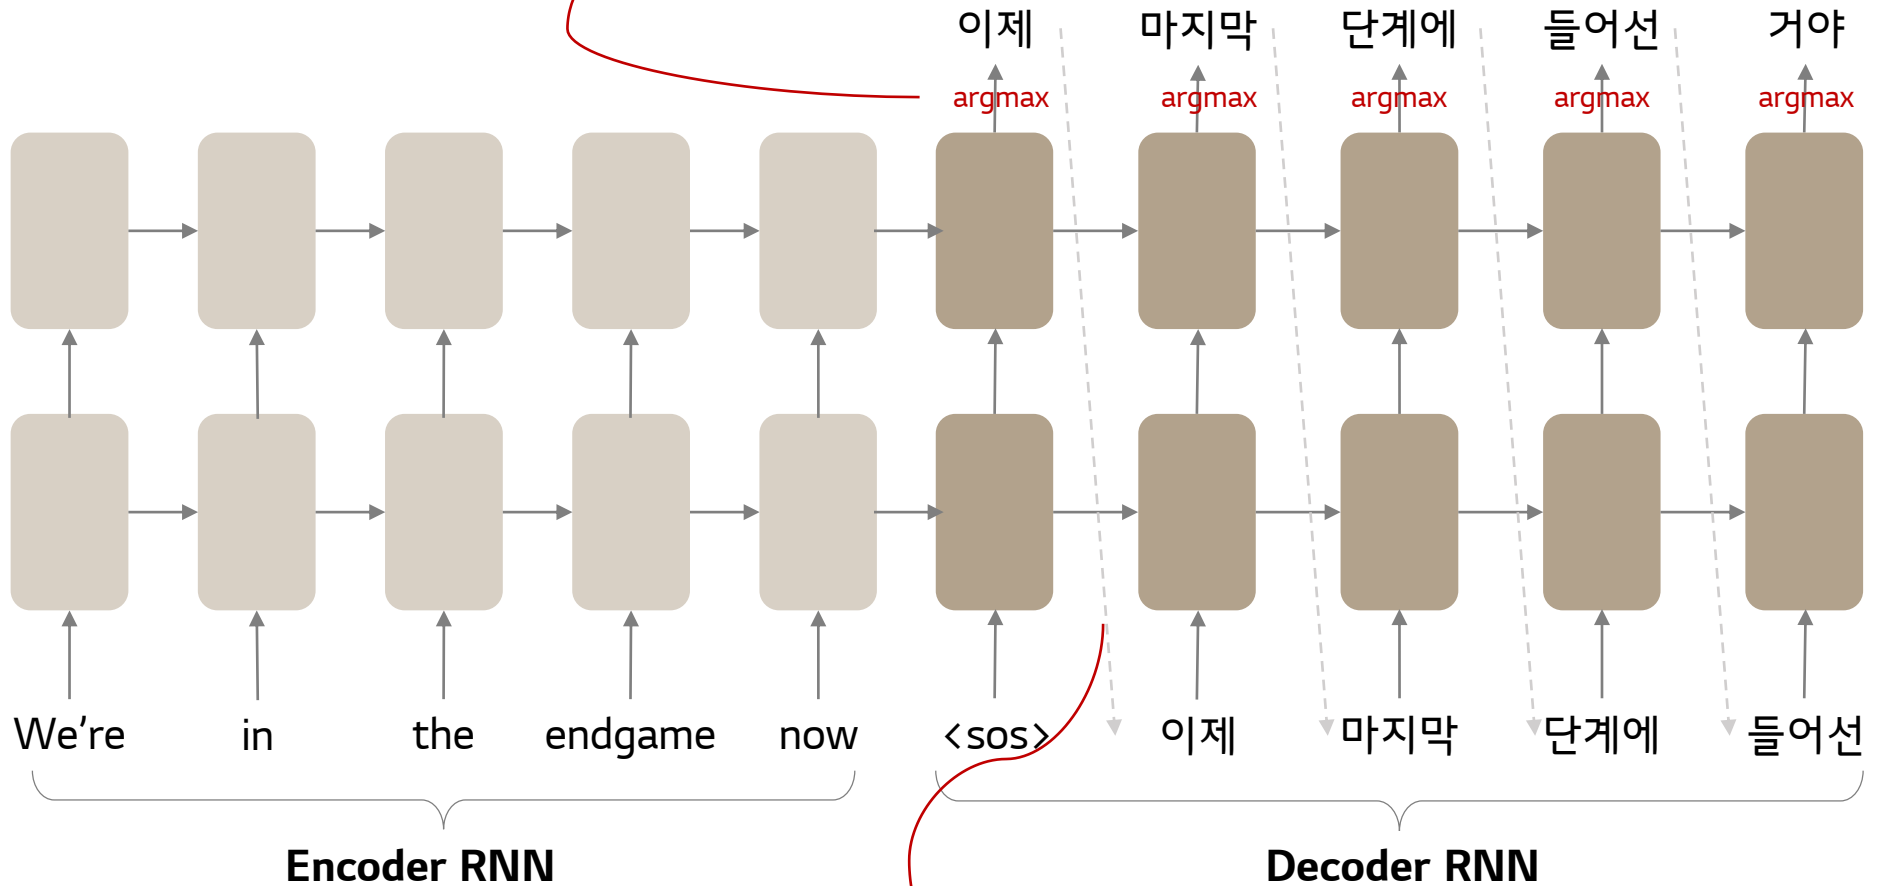 이제 마지막 단계에 들어선 거야
argmax argmax argmax argmax argmax
We're in the endgame now <sos> 이제 마지막 단계에 들어선
Encoder RNN Decoder RNN